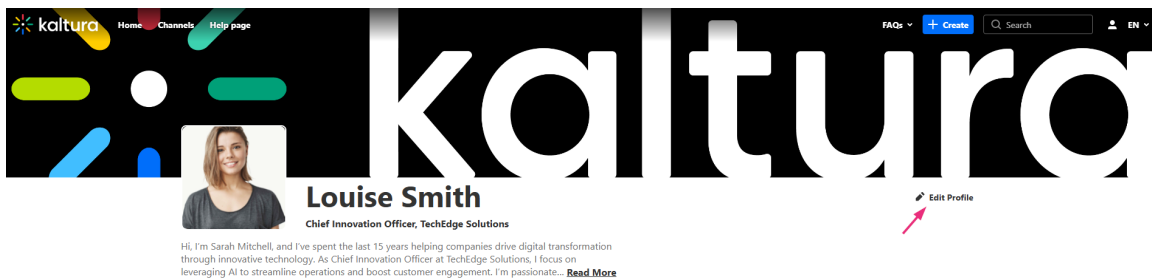 kaltura Home Channels Help page FAQs + Create Search EN
kaltura
Louise Smith
Edit Profile
Chief Innovation Officer, TechEdge Solutions
Hi, I'm Sarah Mitchell, and I've spent the last 15 years helping companies drive digital transformation
through innovative technology. As Chief Innovation Officer at TechEdge Solutions, I focus on
leveraging AI to streamline operations and boost customer engagement. I'm passionate... Read More